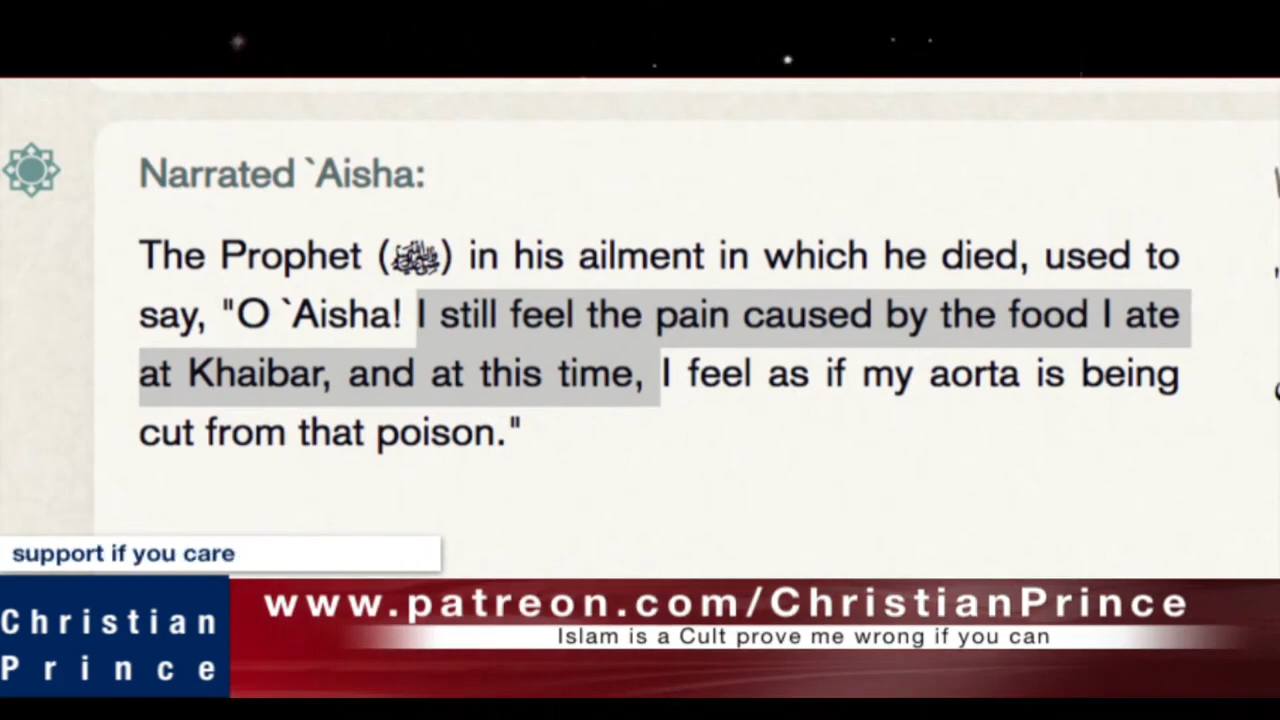 Narrated `Aisha:
The Prophet (ﷺ) in his ailment in which he died, used to
say, "O `Aisha! I still feel the pain caused by the food I ate
at Khaibar, and at this time, I feel as if my aorta is being
cut from that poison."
support if you care
Christian
Prince
www.patreon.com/ChristianPrince
Islam is a Cult prove me wrong if you can